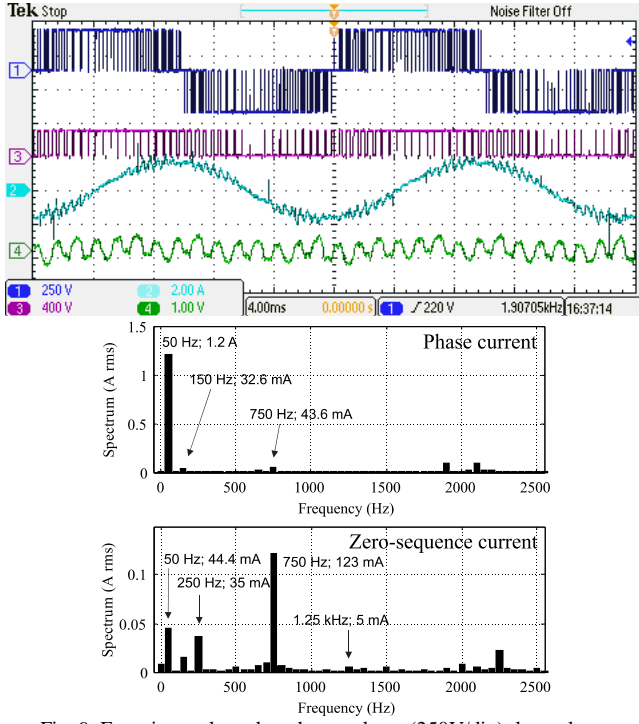 Tek Stop Noise Filter Off
1
3
2
4
1 250 V 2 2.00 A
3 400 V 4 1.00 V
4.00ms 0.00000 s 1 220 V 1.90705kHz 16:37:14
Phase current
50 Hz; 1.2 A
150 Hz; 32.6 mA
750 Hz; 43.6 mA
Spectrum (A rms)
1.5
1
0.5
0
0 500 1000 1500 2000 2500
Frequency (Hz)
Zero-sequence current
50 Hz; 44.4 mA
750 Hz; 123 mA
250 Hz; 35 mA
1.25 kHz; 5 mA
Spectrum (A rms)
0.1
0.05
0
0 500 1000 1500 2000 2500
Frequency (Hz)